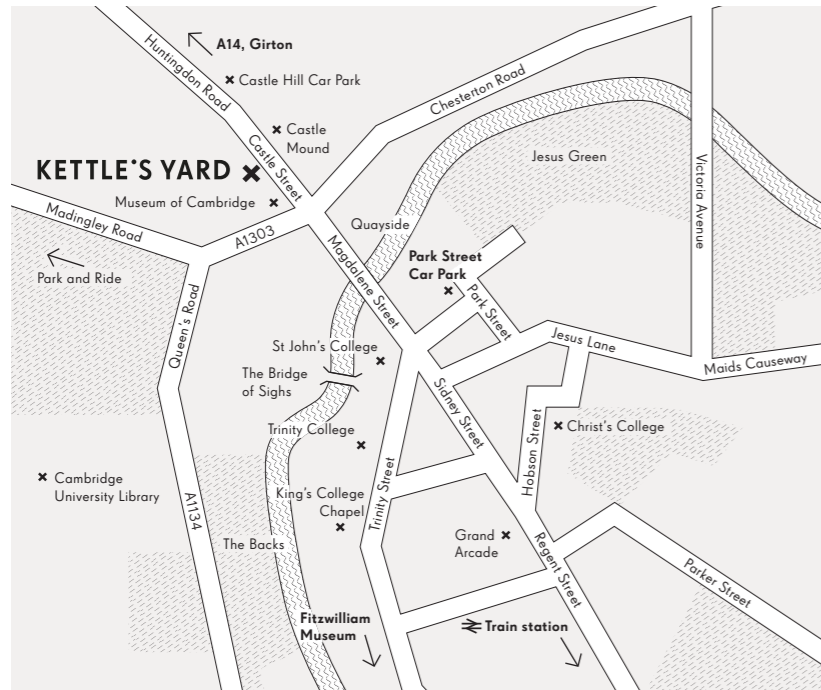 A14, Girton
Huntingdon Road
Castle Hill Car Park
Chesterton Road
Castle
Mound
Castle Street
Jesus Green
KETTLE'S YARD
Museum of Cambridge
Madingley Road
A1303
Quayside
Victoria Avenue
Park and Ride
Magdalene Street
Park Street
Car Park
Park Street
Queen's Road
St John's College
Jesus Lane
Maids Causeway
The Bridge
of Sighs
Sidney Street
Trinity College
Hobson Street
Christ's College
Cambridge
University Library
A1134
King's College
Chapel
Trinity Street
The Backs
Grand
Arcade
Regent Street
Parker Street
Fitzwilliam
Museum
Train station